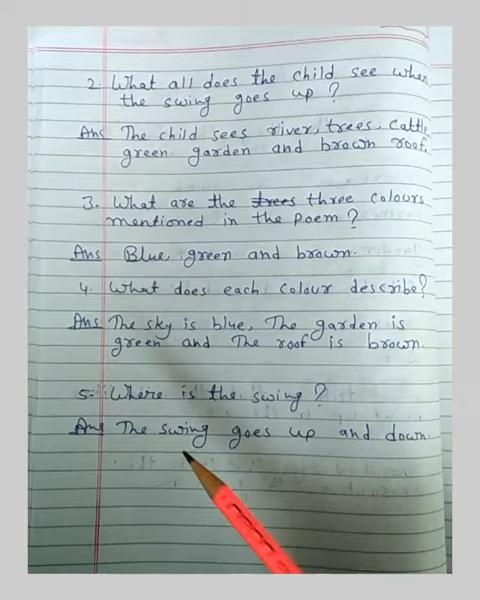 2. What all does the child see when
the swing goes up?
Ans The child sees river, trees, cattle,
green garden and brown roof.
3. What are the trees three colours
mentioned in the poem?
Ans Blue, green and brown.
4. What does each colour describe?
Ans The sky is blue, The garden is
green and The roof is brown.
5. Where is the swing?
Ans The swing goes up and down.